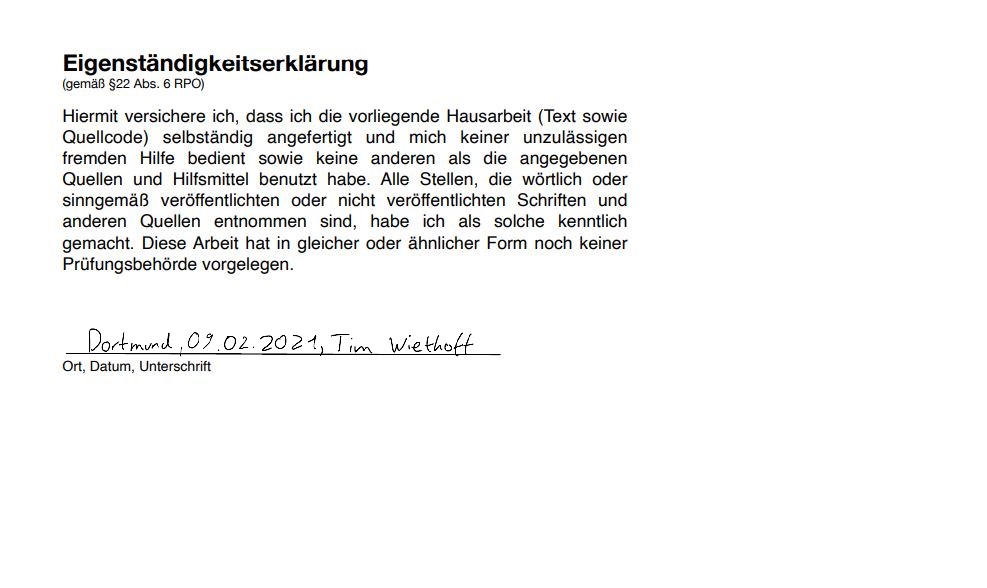 Eigenständigkeitserklärung
(gemäß §22 Abs. 6 RPO)
Hiermit versichere ich, dass ich die vorliegende Hausarbeit (Text sowie
Quellcode) selbständig angefertigt und mich keiner unzulässigen
fremden Hilfe bedient sowie keine anderen als die angegebenen
Quellen und Hilfsmittel benutzt habe. Alle Stellen, die wörtlich oder
sinngemäß veröffentlichten oder nicht veröffentlichten Schriften und
anderen Quellen entnommen sind, habe ich als solche kenntlich
gemacht. Diese Arbeit hat in gleicher oder ähnlicher Form noch keiner
Prüfungsbehörde vorgelegen.
Dortmund, 09.02.2021, Tim Wiethoff
Ort, Datum, Unterschrift